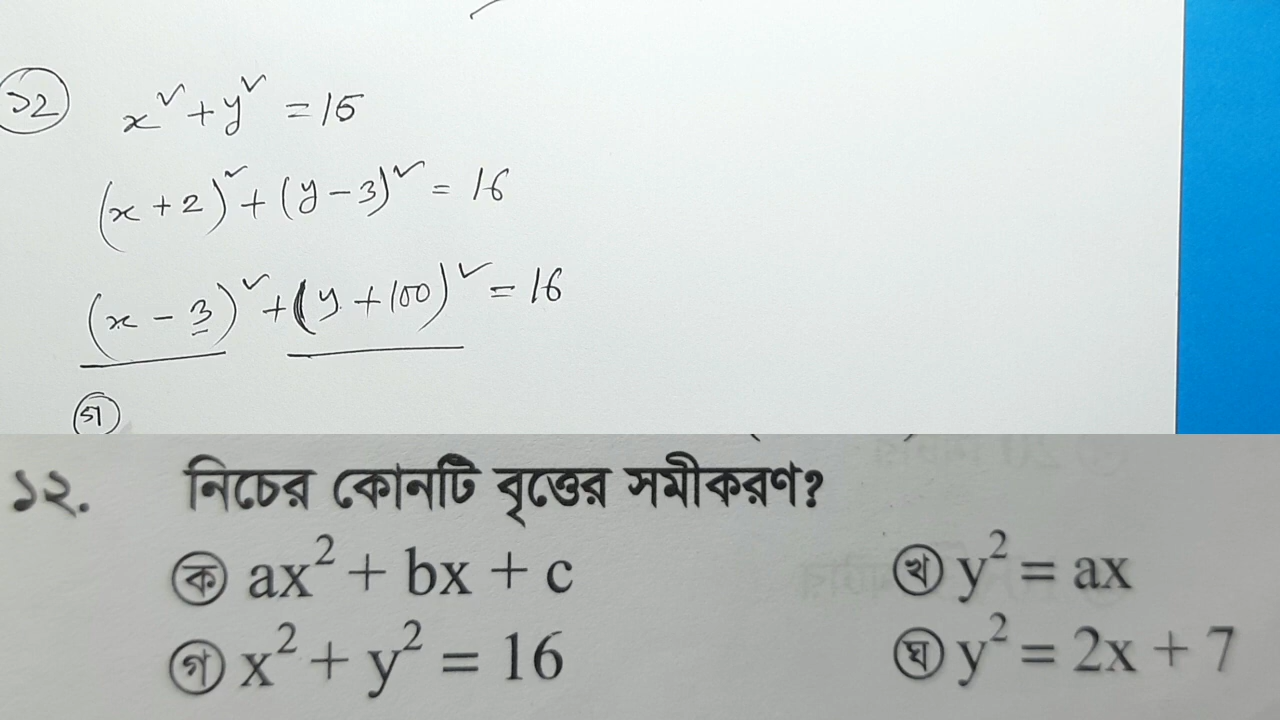 ১২ x² + y² = 15
(x + 2)² + (y - 3)² = 16
(x - 3)² + (y + 100)² = 16
গ
১২. নিচের কোনটি বৃত্তের সমীকরণ?
ক ax² + bx + c খ y² = ax
গ x² + y² = 16 ঘ y² = 2x + 7